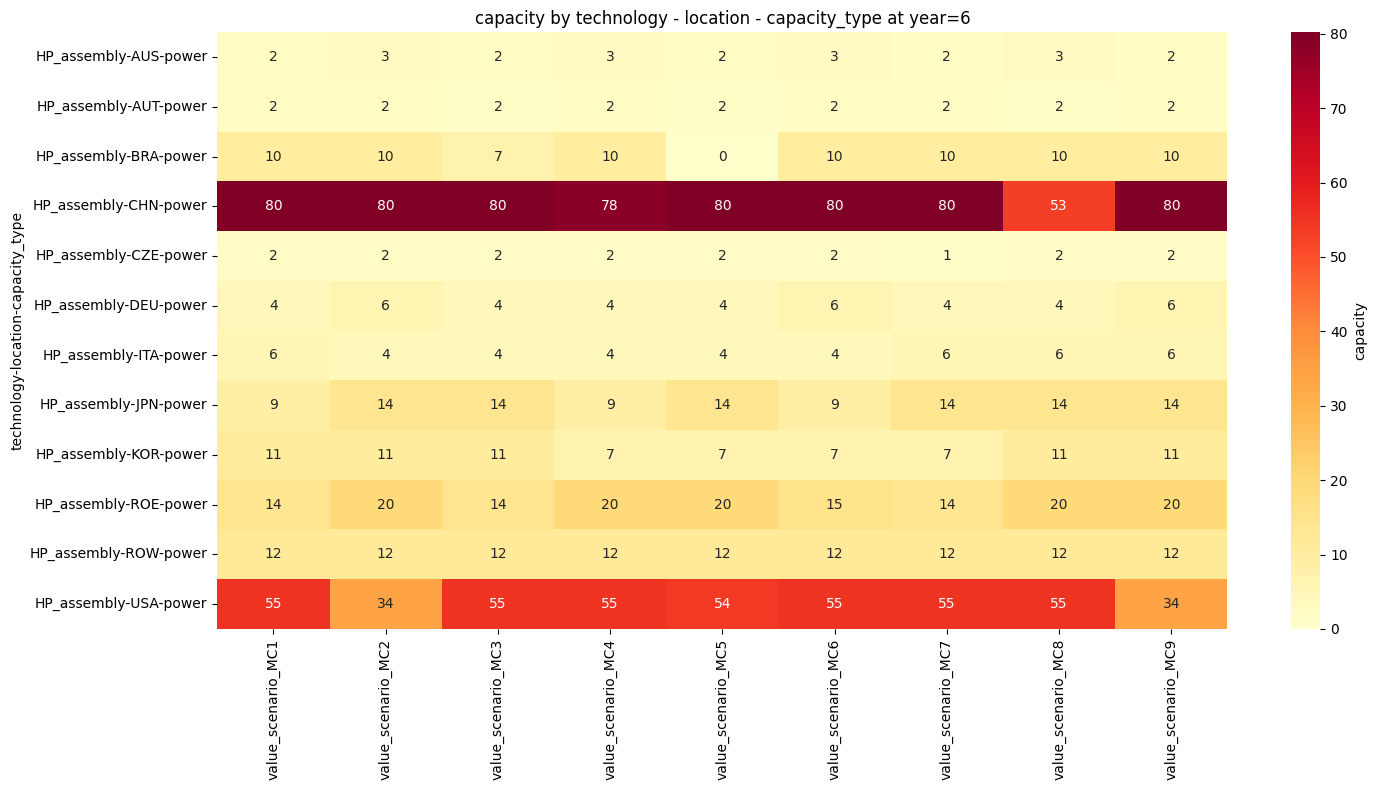 capacity by technology - location - capacity_type at year=6
technology-location-capacity_type
HP_assembly-AUS-power 2 3 2 3 2 3 2 3 2
HP_assembly-AUT-power 2 2 2 2 2 2 2 2 2
HP_assembly-BRA-power 10 10 7 10 0 10 10 10 10
HP_assembly-CHN-power 80 80 80 78 80 80 80 53 80
HP_assembly-CZE-power 2 2 2 2 2 2 1 2 2
HP_assembly-DEU-power 4 6 4 4 4 6 4 4 6
HP_assembly-ITA-power 6 4 4 4 4 4 6 6 6
HP_assembly-JPN-power 9 14 14 9 14 9 14 14 14
HP_assembly-KOR-power 11 11 11 7 7 7 7 11 11
HP_assembly-ROE-power 14 20 14 20 20 15 14 20 20
HP_assembly-ROW-power 12 12 12 12 12 12 12 12 12
HP_assembly-USA-power 55 34 55 55 54 55 55 55 34
value_scenario_MC1
value_scenario_MC2
value_scenario_MC3
value_scenario_MC4
value_scenario_MC5
value_scenario_MC6
value_scenario_MC7
value_scenario_MC8
value_scenario_MC9
80
70
60
50
40
30
20
10
0
capacity